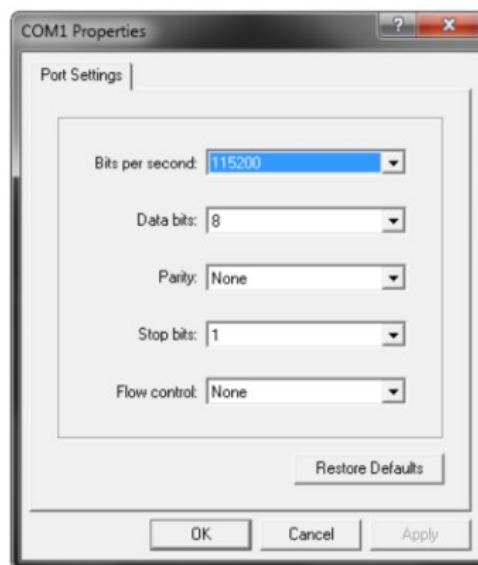 COM1 Properties
Port Settings
Bits per second: 115200
Data bits: 8
Parity: None
Stop bits: 1
Flow control: None
Restore Defaults
OK Cancel Apply